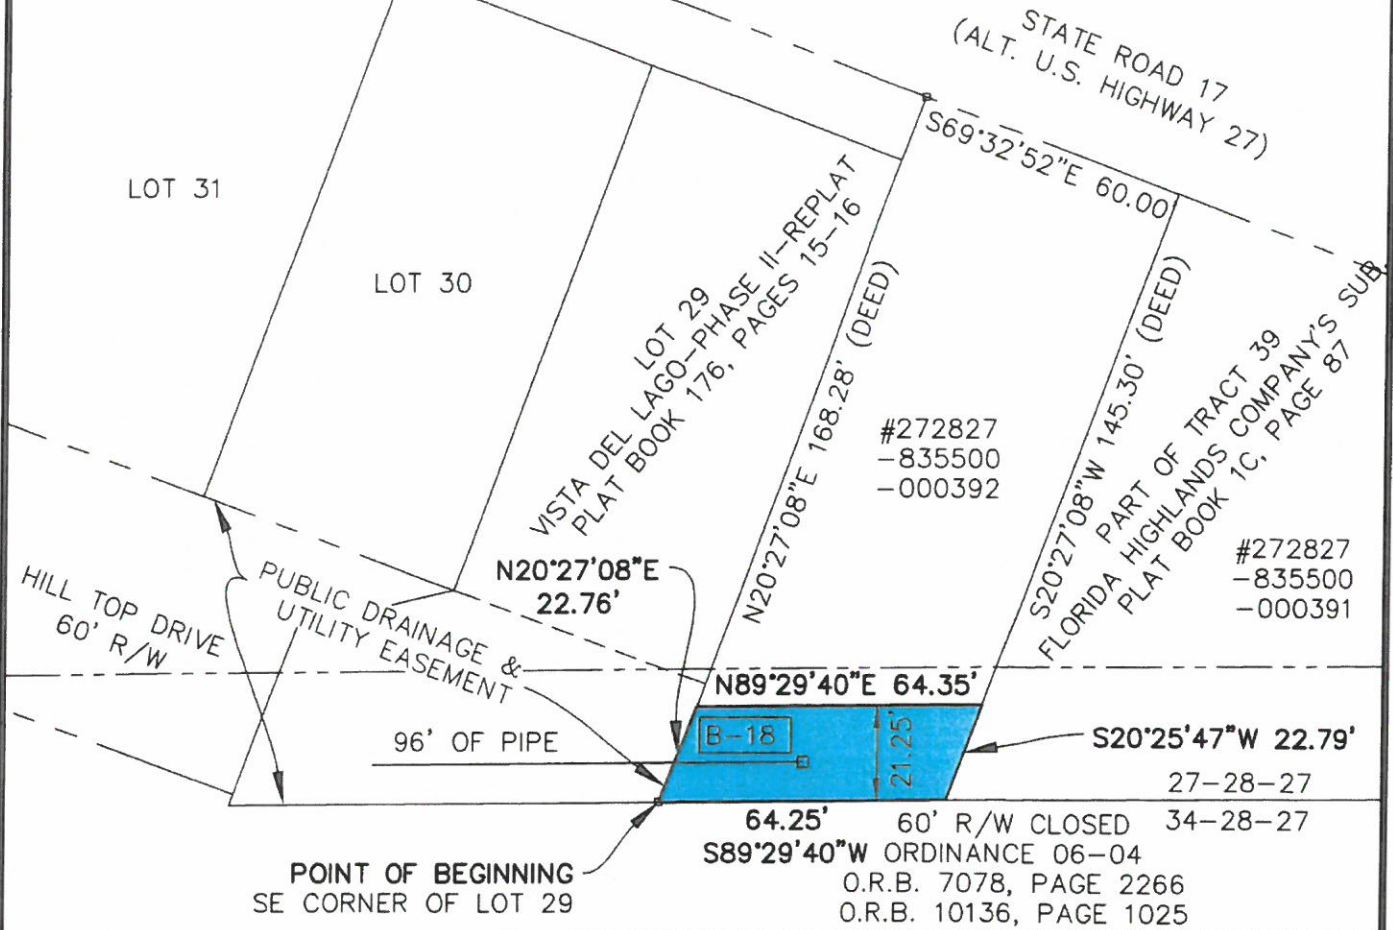 STATE ROAD 17
(ALT. U.S. HIGHWAY 27)
S69°32'52"E 60.00'
LOT 31
LOT 30
LOT 29
VISTA DEL LAGO-PHASE II-REPLAT
PLAT BOOK 176, PAGES 15-16
N20°27'08"E 168.28' (DEED)
#272827
-835500
-000392
S20°27'08"W 145.30' (DEED)
PART OF TRACT 39
FLORIDA HIGHLANDS COMPANY'S SUB.
PLAT BOOK 1C, PAGE 87
#272827
-835500
-000391
HILL TOP DRIVE
60' R/W
PUBLIC DRAINAGE &
UTILITY EASEMENT
N20°27'08"E
22.76'
N89°29'40"E 64.35'
96' OF PIPE
B-18
21.25'
S20°25'47"W 22.79'
27-28-27
34-28-27
64.25'
S89°29'40"W
60' R/W CLOSED
ORDINANCE 06-04
O.R.B. 7078, PAGE 2266
O.R.B. 10136, PAGE 1025
POINT OF BEGINNING
SE CORNER OF LOT 29